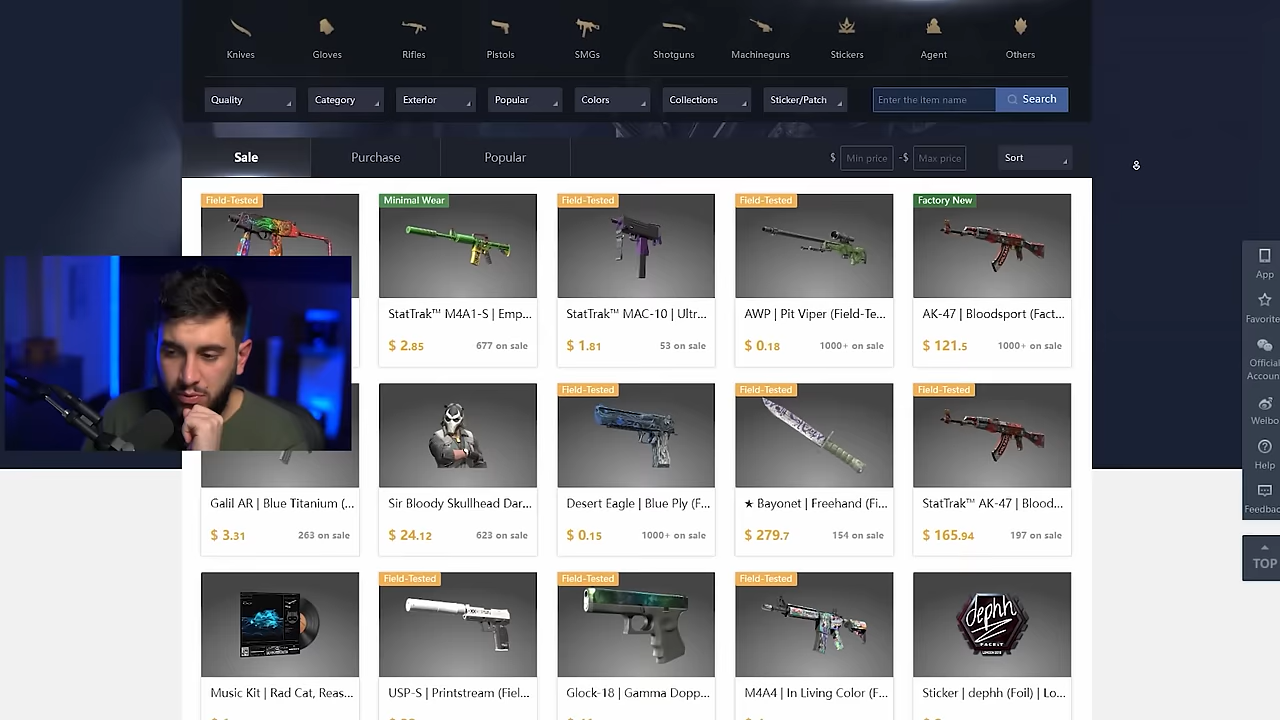 Knives
Gloves
Rifles
Pistols
SMGs
Shotguns
Machineguns
Stickers
Agent
Others
Quality
Category
Exterior
Popular
Colors
Collections
Sticker/Patch
Enter the item name
Search
Sale
Purchase
Popular
$ Min price -$ Max price
Sort
Field-Tested
Minimal Wear
Field-Tested
Field-Tested
Factory New
StatTrak™ M4A1-S | Emp...
StatTrak™ MAC-10 | Ultr...
AWP | Pit Viper (Field-Te...
AK-47 | Bloodsport (Fact...
$ 2.85 677 on sale
$ 1.81 53 on sale
$ 0.18 1000+ on sale
$ 121.5 1000+ on sale
Field-Tested
Field-Tested
Field-Tested
Galil AR | Blue Titanium (...
Sir Bloody Skullhead Dar...
Desert Eagle | Blue Ply (F...
★ Bayonet | Freehand (Fi...
StatTrak™ AK-47 | Blood...
$ 3.31 263 on sale
$ 24.12 623 on sale
$ 0.15 1000+ on sale
$ 279.7 154 on sale
$ 165.94 197 on sale
Field-Tested
Field-Tested
Field-Tested
dephh
FACEIT
Music Kit | Rad Cat, Reas...
USP-S | Printstream (Fiel...
Glock-18 | Gamma Dopp...
M4A4 | In Living Color (F...
Sticker | dephh (Foil) | Lo...
App
Favorite
Official
Account
Weibo
Help
Feedbac
TOP